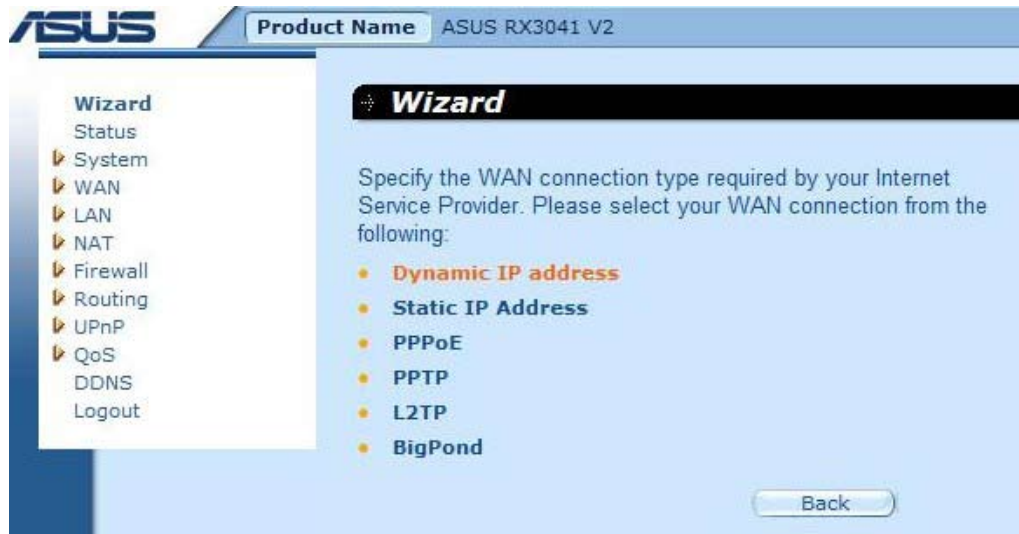 ASUS
Product Name ASUS RX3041 V2
Wizard
Status
System
WAN
LAN
NAT
Firewall
Routing
UPnP
QoS
DDNS
Logout
Wizard
Specify the WAN connection type required by your Internet
Service Provider. Please select your WAN connection from the
following:
Dynamic IP address
Static IP Address
PPPoE
PPTP
L2TP
BigPond
Back